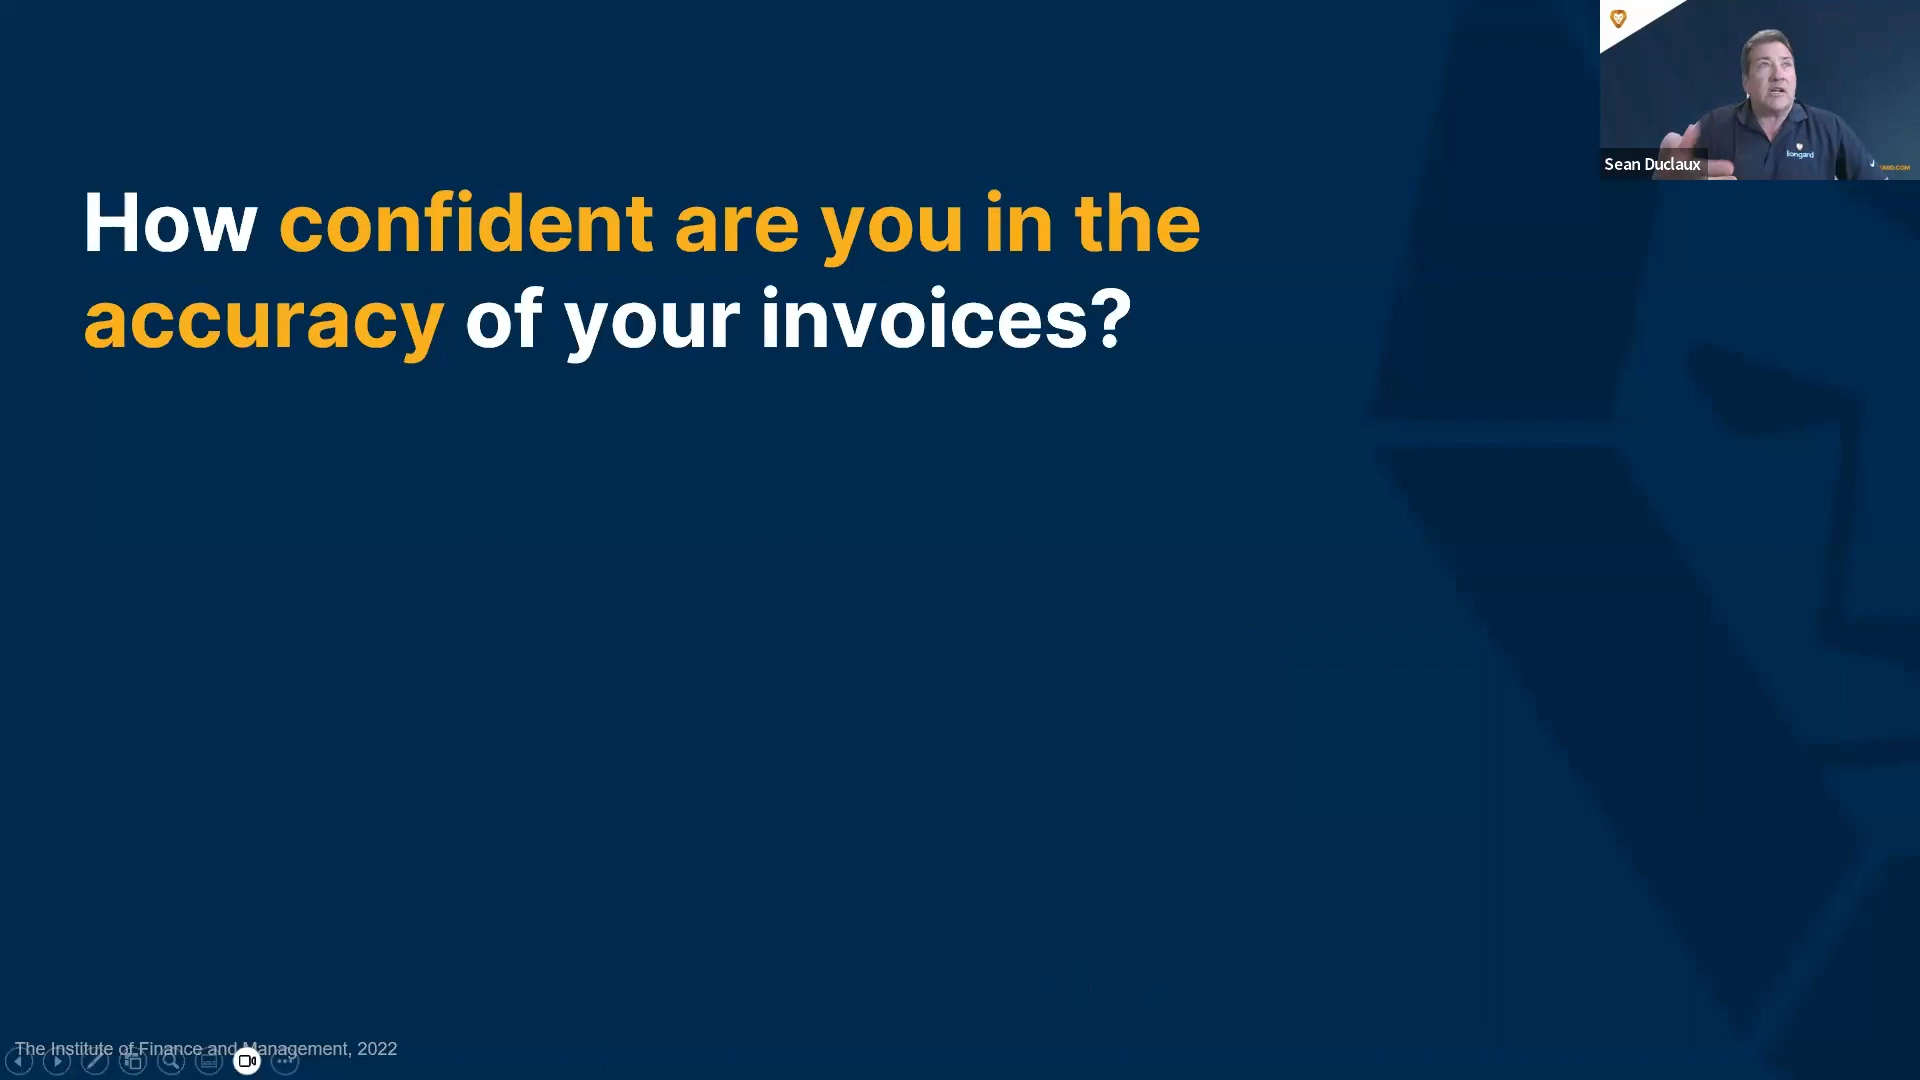 How confident are you in the
accuracy of your invoices?
Sean Duclaux
liongard
The Institute of Finance and Management, 2022